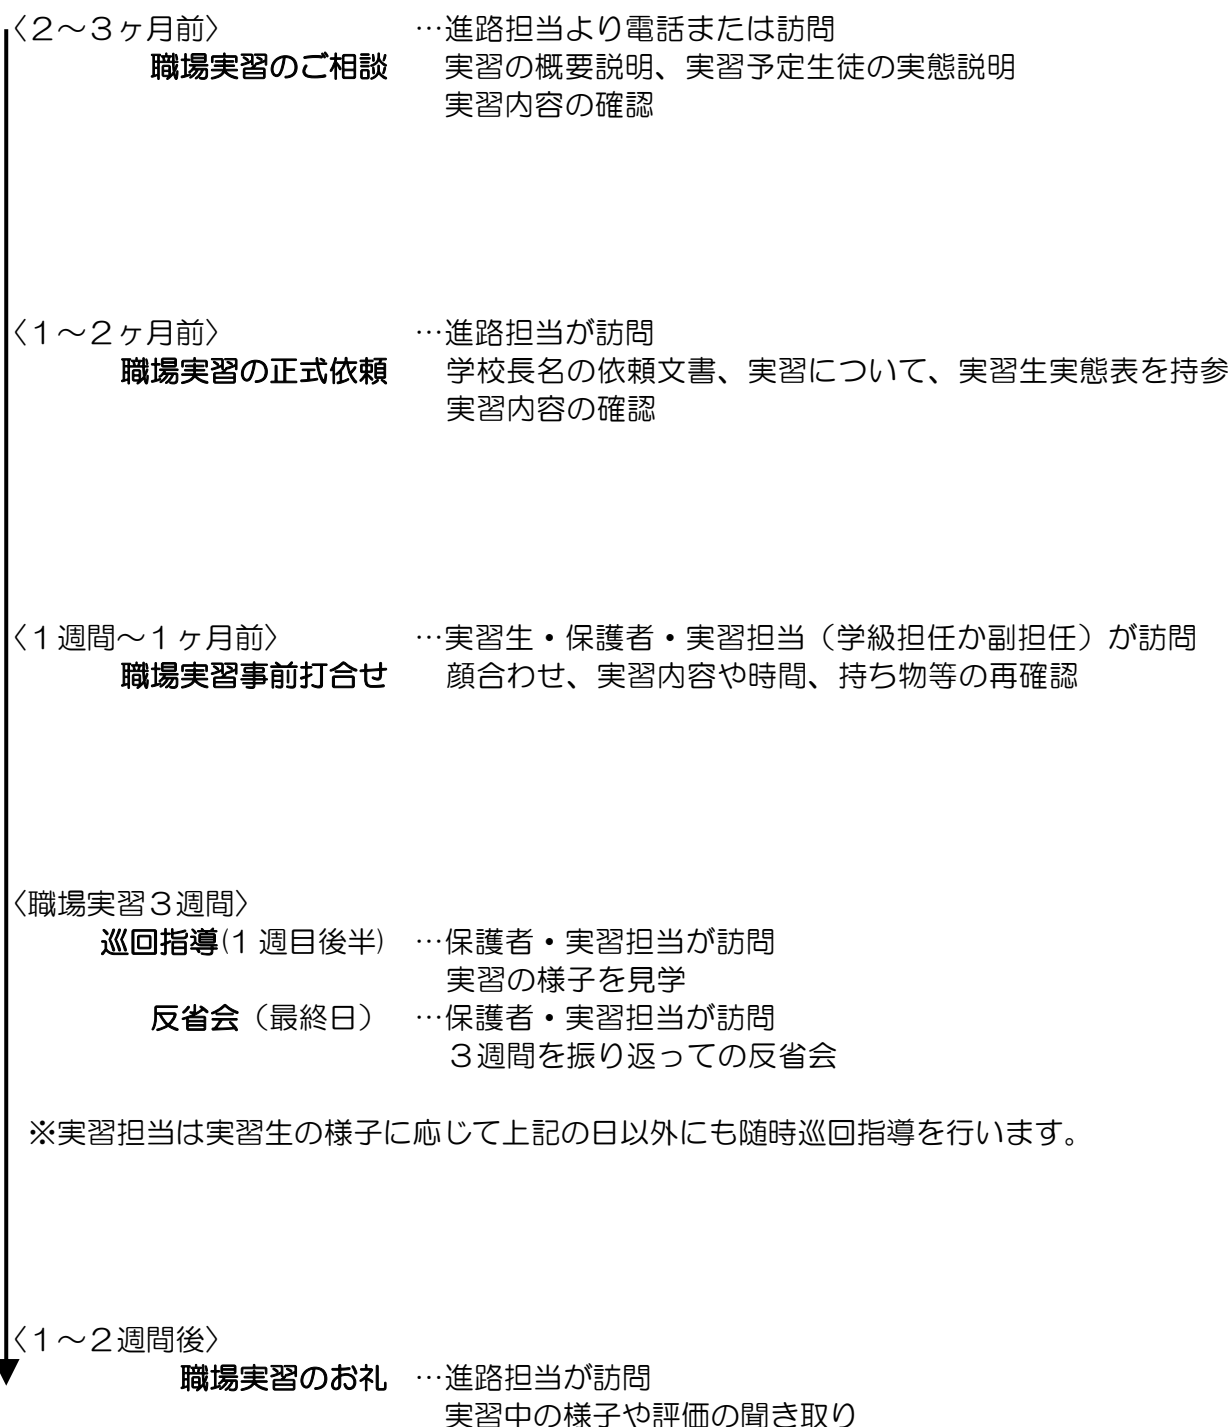 〈２～３ヶ月前〉 …進路担当より電話または訪問
職場実習のご相談 実習の概要説明、実習予定生徒の実態説明
実習内容の確認
〈１～２ヶ月前〉 …進路担当が訪問
職場実習の正式依頼 学校長名の依頼文書、実習について、実習生実態表を持参
実習内容の確認
〈１週間～１ヶ月前〉 …実習生・保護者・実習担当（学級担任か副担任）が訪問
職場実習事前打合せ 顔合わせ、実習内容や時間、持ち物等の再確認
〈職場実習３週間〉
巡回指導(１週目後半) …保護者・実習担当が訪問
実習の様子を見学
反省会（最終日） …保護者・実習担当が訪問
３週間を振り返っての反省会
※実習担当は実習生の様子に応じて上記の日以外にも随時巡回指導を行います。
〈１～２週間後〉
職場実習のお礼 …進路担当が訪問
実習中の様子や評価の聞き取り